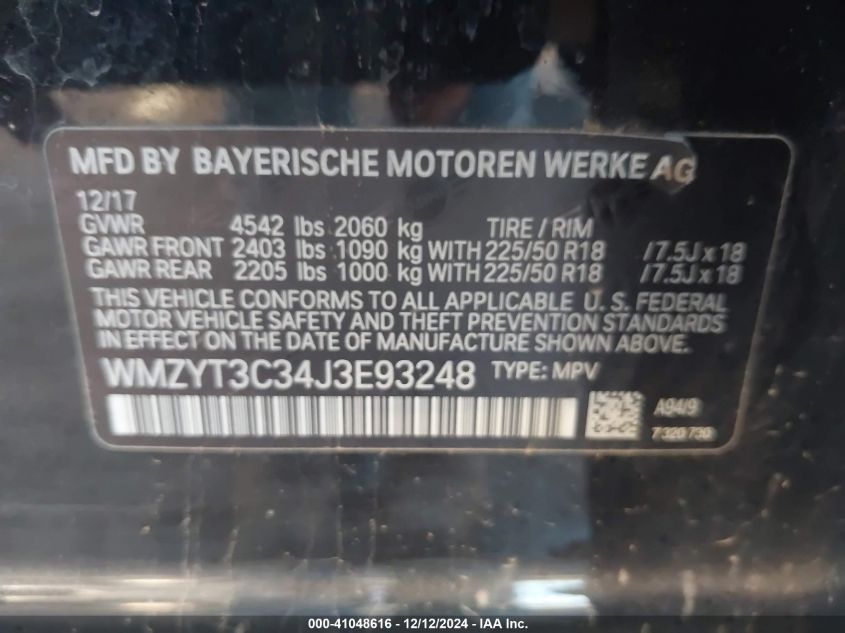 MFD BY BAYERISCHE MOTOREN WERKE AG
12/17
GVWR 4542 lbs 2060 kg TIRE / RIM
GAWR FRONT 2403 lbs 1090 kg WITH 225/50 R18 /7.5J x 18
GAWR REAR 2205 lbs 1000 kg WITH 225/50 R18 /7.5J x 18
THIS VEHICLE CONFORMS TO ALL APPLICABLE U. S. FEDERAL
MOTOR VEHICLE SAFETY AND THEFT PREVENTION STANDARDS
IN EFFECT ON THE DATE OF MANUFACTURE SHOWN ABOVE.
WMZYT3C34J3E93248 TYPE: MPV
A94/9
7320730
000-41048616 - 12/12/2024 - IAA Inc.